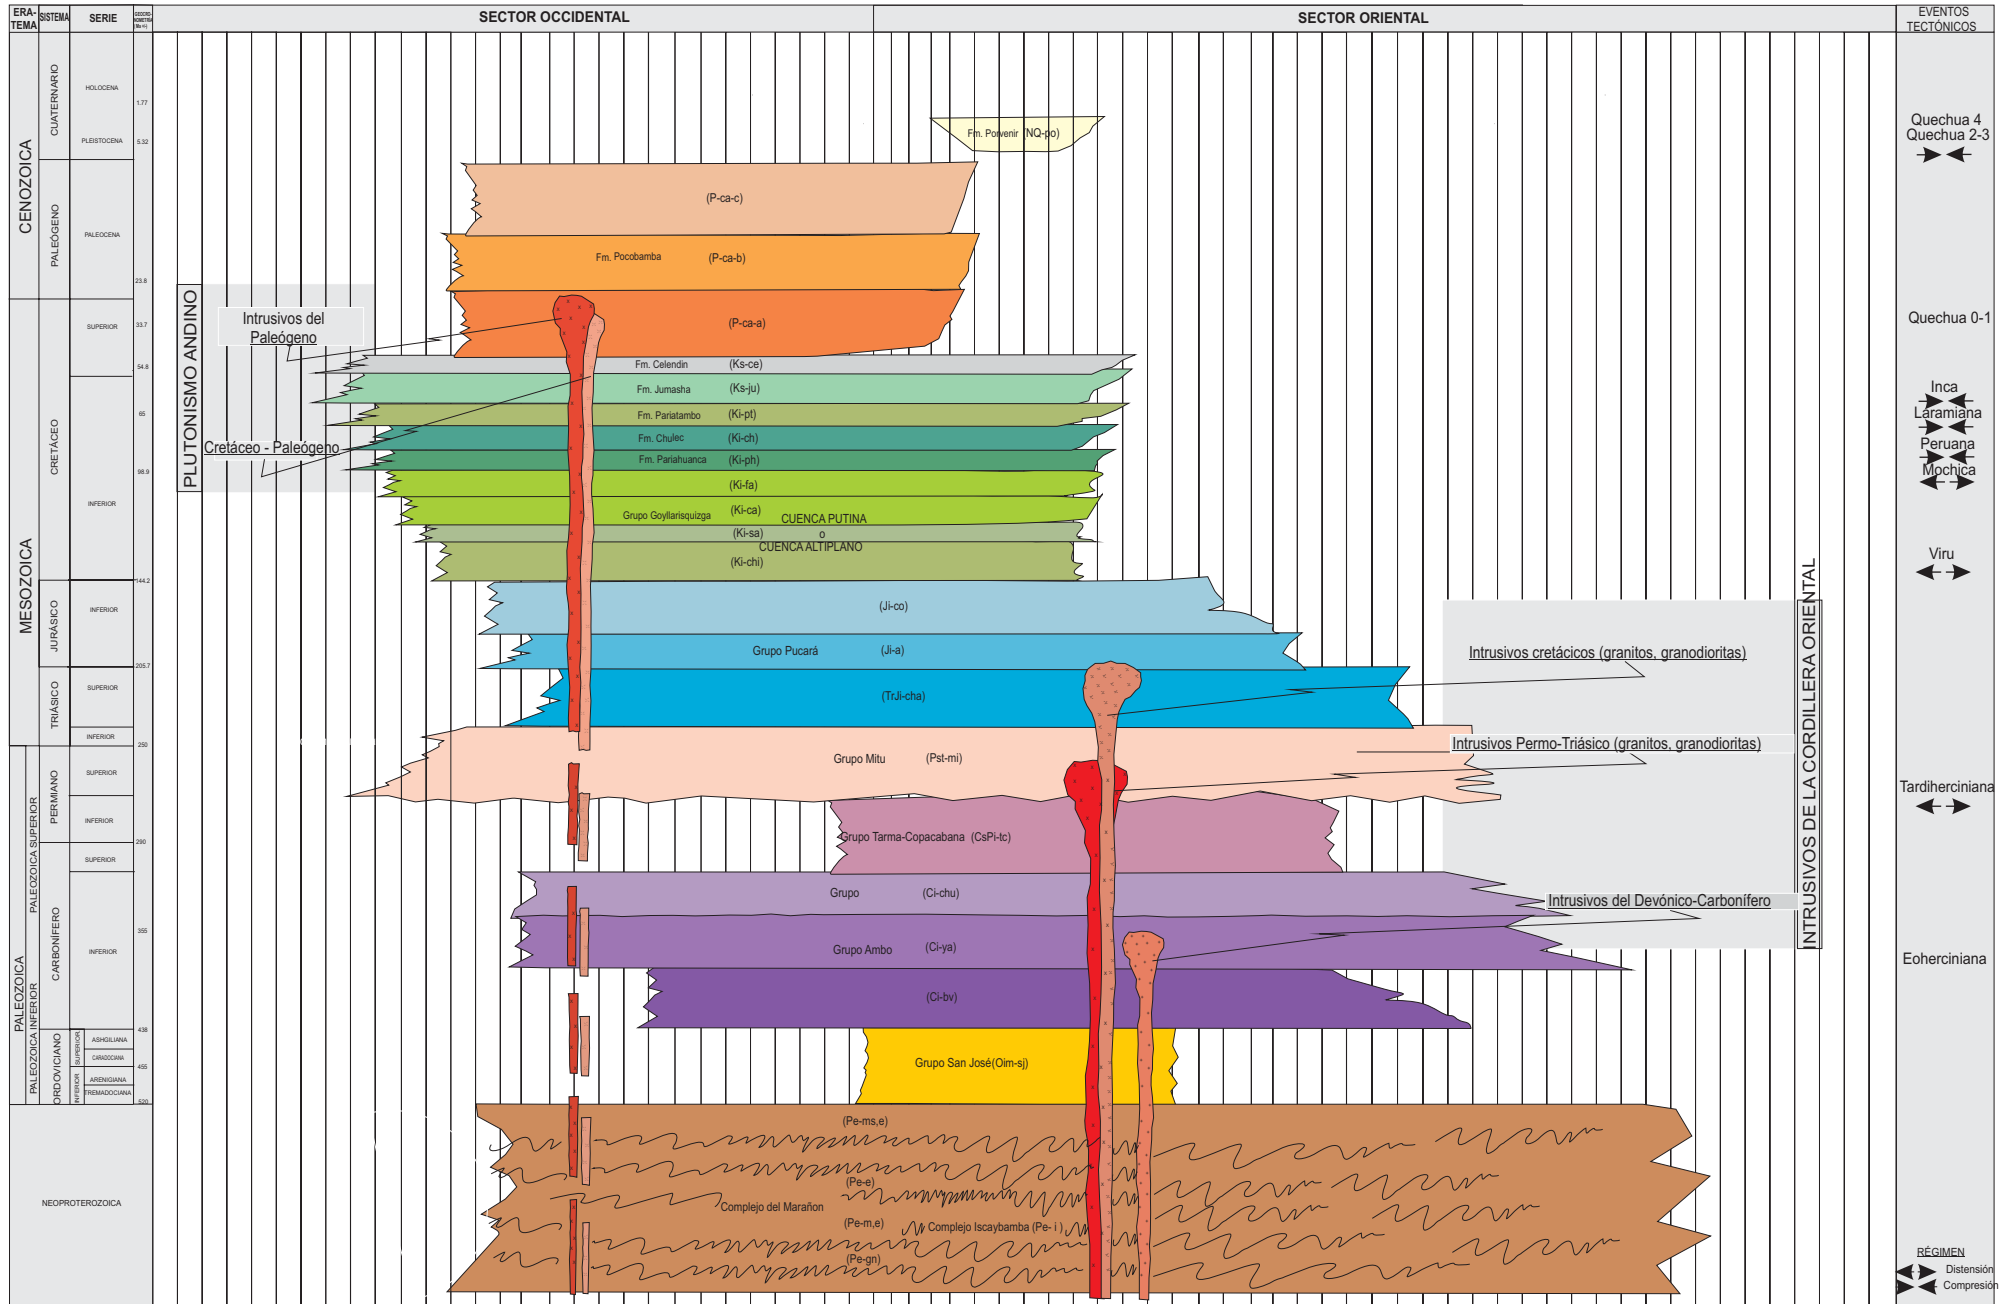 ERA-
TEMA
SISTEMA
SERIE
SECTOR OCCIDENTAL
SECTOR ORIENTAL
EVENTOS
TECTÓNICOS
CENOZOICA
CUATERNARIO
HOLOCENA
1.77
PLEISTOCENA
5.32
Fm. Porvenir (NQ-po)
Quechua 4
Quechua 2-3
PALEÓGENO
PALEOCENA
23.8
(P-ca-c)
Fm. Pocobamba (P-ca-b)
(P-ca-a)
Quechua 0-1
PLUTONISMO ANDINO
Intrusivos del
Paleógeno
Cretáceo - Paleógeno
MESOZOICA
CRETÁCEO
SUPERIOR
33.7
54.8
65
98.9
INFERIOR
144.2
Fm. Celendin (Ks-ce)
Fm. Jumasha (Ks-ju)
Fm. Pariatambo (Ki-pt)
Fm. Chulec (Ki-ch)
Fm. Pariahuanca (Ki-ph)
(Ki-fa)
Grupo Goyllarisquizga (Ki-ca)
CUENCA PUTINA
(Ki-sa) o
CUENCA ALTIPLANO
(Ki-chi)
Inca
Laramiana
Peruana
Mochica
Viru
JURÁSICO
INFERIOR
205.7
(Ji-co)
Grupo Pucará (Ji-a)
TRIÁSICO
SUPERIOR
INFERIOR
250
(TrJi-cha)
INTRUSIVOS DE LA CORDILLERA ORIENTAL
Intrusivos cretácicos (granitos, granodioritas)
Intrusivos Permo-Triásico (granitos, granodioritas)
Intrusivos del Devónico-Carbonífero
PALEOZOICA
PALEOZOICA SUPERIOR
PERMIANO
SUPERIOR
INFERIOR
290
Grupo Mitu (Pst-mi)
Grupo Tarma-Copacabana (CsPi-tc)
Tardiherciniana
CARBONÍFERO
SUPERIOR
INFERIOR
355
438
Grupo (Ci-chu)
Grupo Ambo (Ci-ya)
(Ci-bv)
Eoherciniana
PALEOZOICA INFERIOR
ORDOVICIANO
SUPERIOR
ASHGILIANA
CARADOCIANA
455
INFERIOR
ARENIGIANA
TREMADOCIANA
520
Grupo San José(Oim-sj)
NEOPROTEROZOICA
(Pe-ms,e)
(Pe-e)
Complejo del Marañon
(Pe-m,e)
Complejo Iscaybamba (Pe- i )
(Pe-gn)
RÉGIMEN
Distensión
Compresión